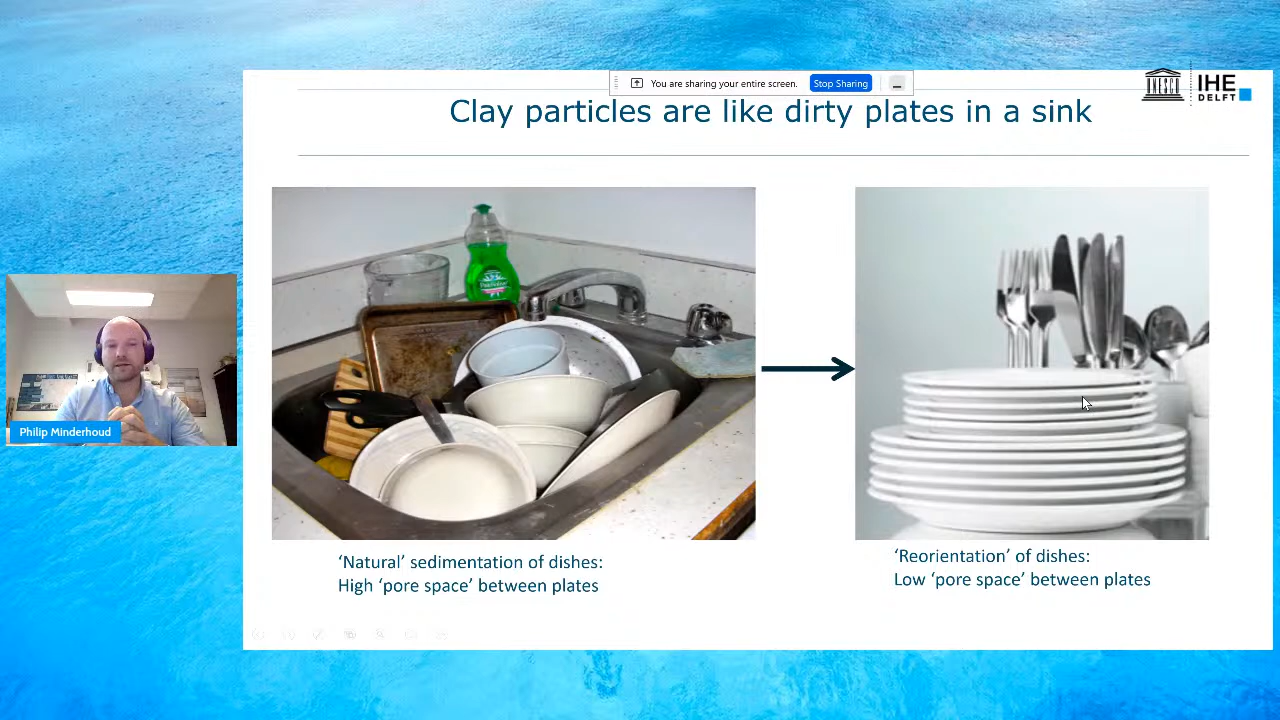 You are sharing your entire screen.
Stop Sharing
UNESCO
IHE
DELFT
Clay particles are like dirty plates in a sink
Philip Minderhoud
‘Natural’ sedimentation of dishes:
High ‘pore space’ between plates
‘Reorientation’ of dishes:
Low ‘pore space’ between plates